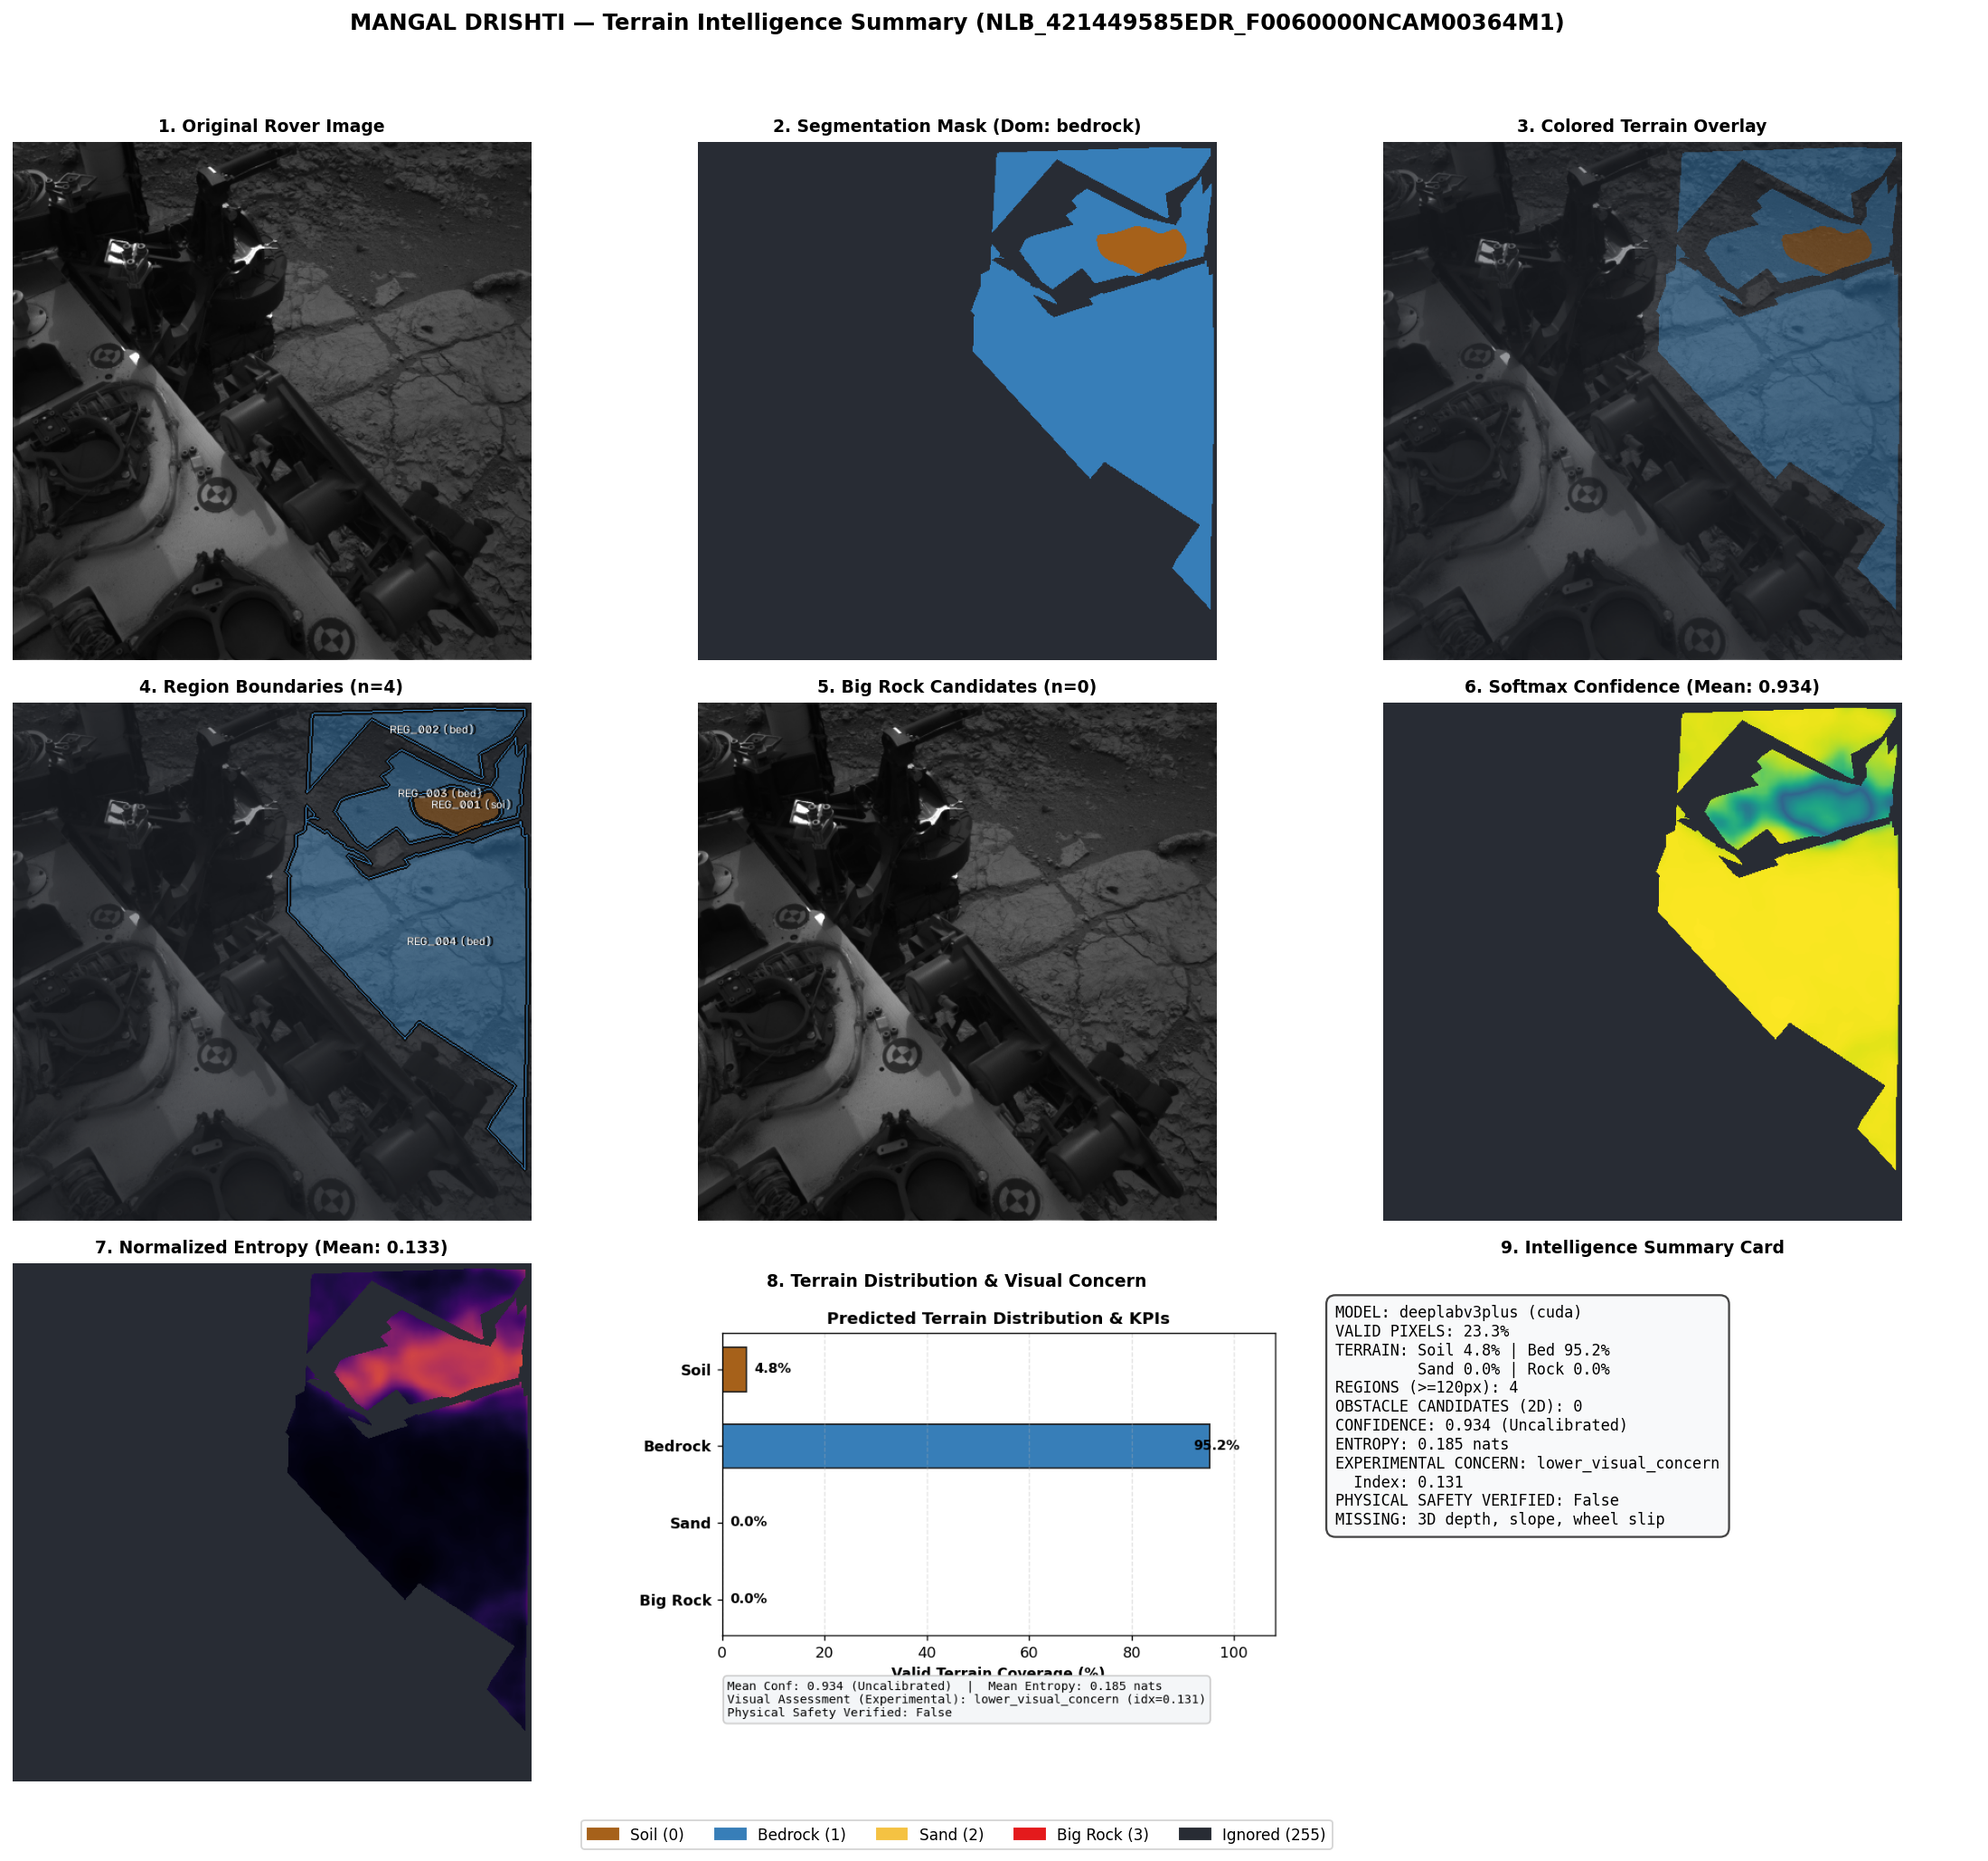 MANGAL DRISHTI — Terrain Intelligence Summary (NLB_421449585EDR_F0060000NCAM00364M1)
1. Original Rover Image
2. Segmentation Mask (Dom: bedrock)
3. Colored Terrain Overlay
4. Region Boundaries (n=4)
5. Big Rock Candidates (n=0)
6. Softmax Confidence (Mean: 0.934)
REG_002 (bed)
REG_003 (bed)
REG_001 (soi)
REG_004 (bed)
7. Normalized Entropy (Mean: 0.133)
8. Terrain Distribution & Visual Concern
Predicted Terrain Distribution & KPIs
Soil
4.8%
Bedrock
95.2%
Sand
0.0%
Big Rock
0.0%
0 20 40 60 80 100
Valid Terrain Coverage (%)
Mean Conf: 0.934 (Uncalibrated) | Mean Entropy: 0.185 nats
Visual Assessment (Experimental): lower_visual_concern (idx=0.131)
Physical Safety Verified: False
9. Intelligence Summary Card
MODEL: deeplabv3plus (cuda)
VALID PIXELS: 23.3%
TERRAIN: Soil 4.8% | Bed 95.2%
Sand 0.0% | Rock 0.0%
REGIONS (>=120px): 4
OBSTACLE CANDIDATES (2D): 0
CONFIDENCE: 0.934 (Uncalibrated)
ENTROPY: 0.185 nats
EXPERIMENTAL CONCERN: lower_visual_concern
Index: 0.131
PHYSICAL SAFETY VERIFIED: False
MISSING: 3D depth, slope, wheel slip
Soil (0) Bedrock (1) Sand (2) Big Rock (3) Ignored (255)